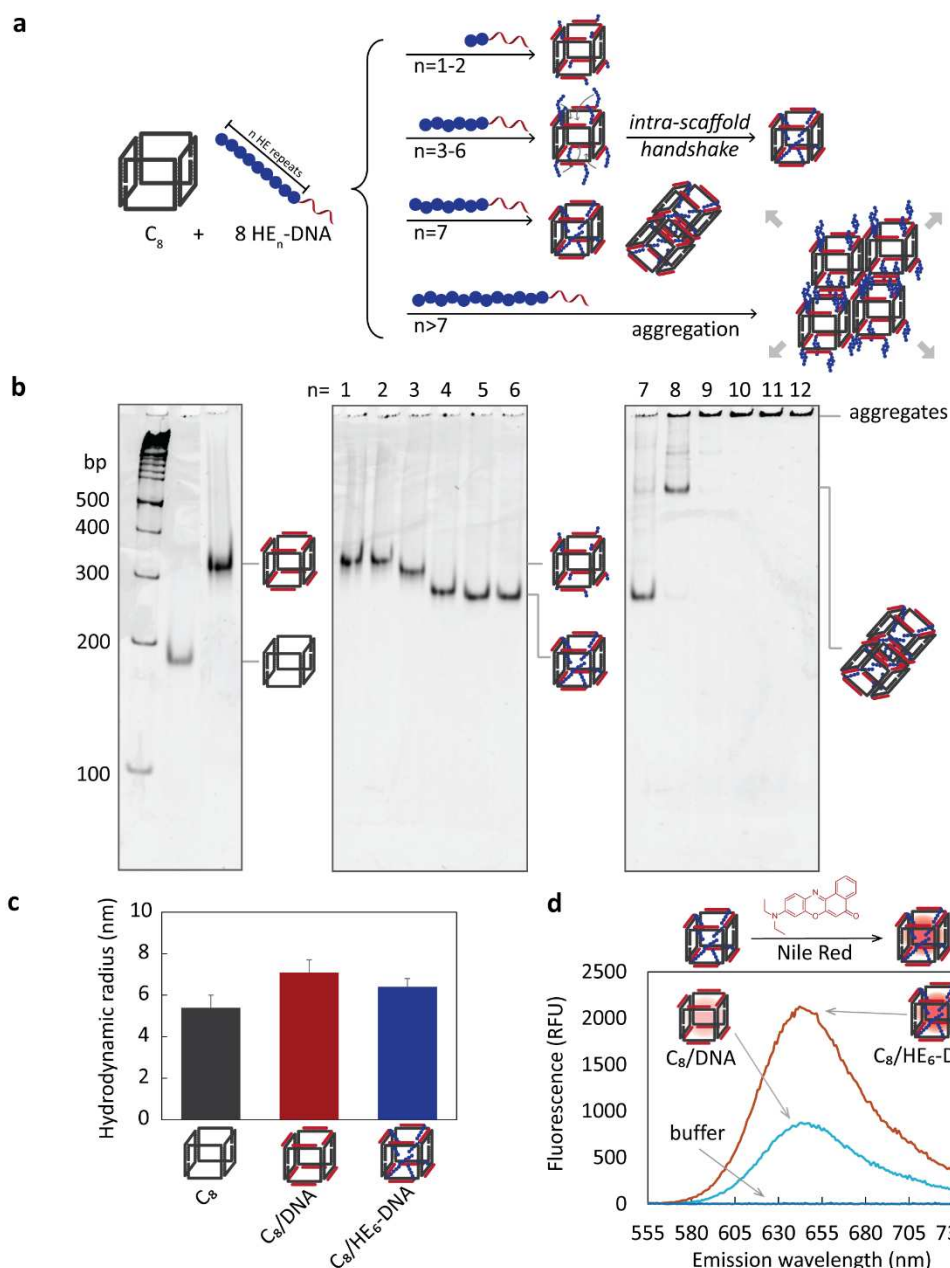 a
n=1-2
n HE repeats
n=3-6
intra-scaffold
handshake
C₈ + 8 HEₙ-DNA
n=7
n>7
aggregation
b
n= 1 2 3 4 5 6 7 8 9 10 11 12
aggregates
bp
500
400
300
200
100
c
Hydrodynamic radius (nm)
10
8
6
4
2
0
C₈
C₈/DNA
C₈/HE₆-DNA
d
N
N
O
O
Nile Red
Fluorescence (RFU)
2500
2000
1500
1000
500
0
C₈/DNA
C₈/HE₆-D
buffer
555 580 605 630 655 680 705 73
Emission wavelength (nm)